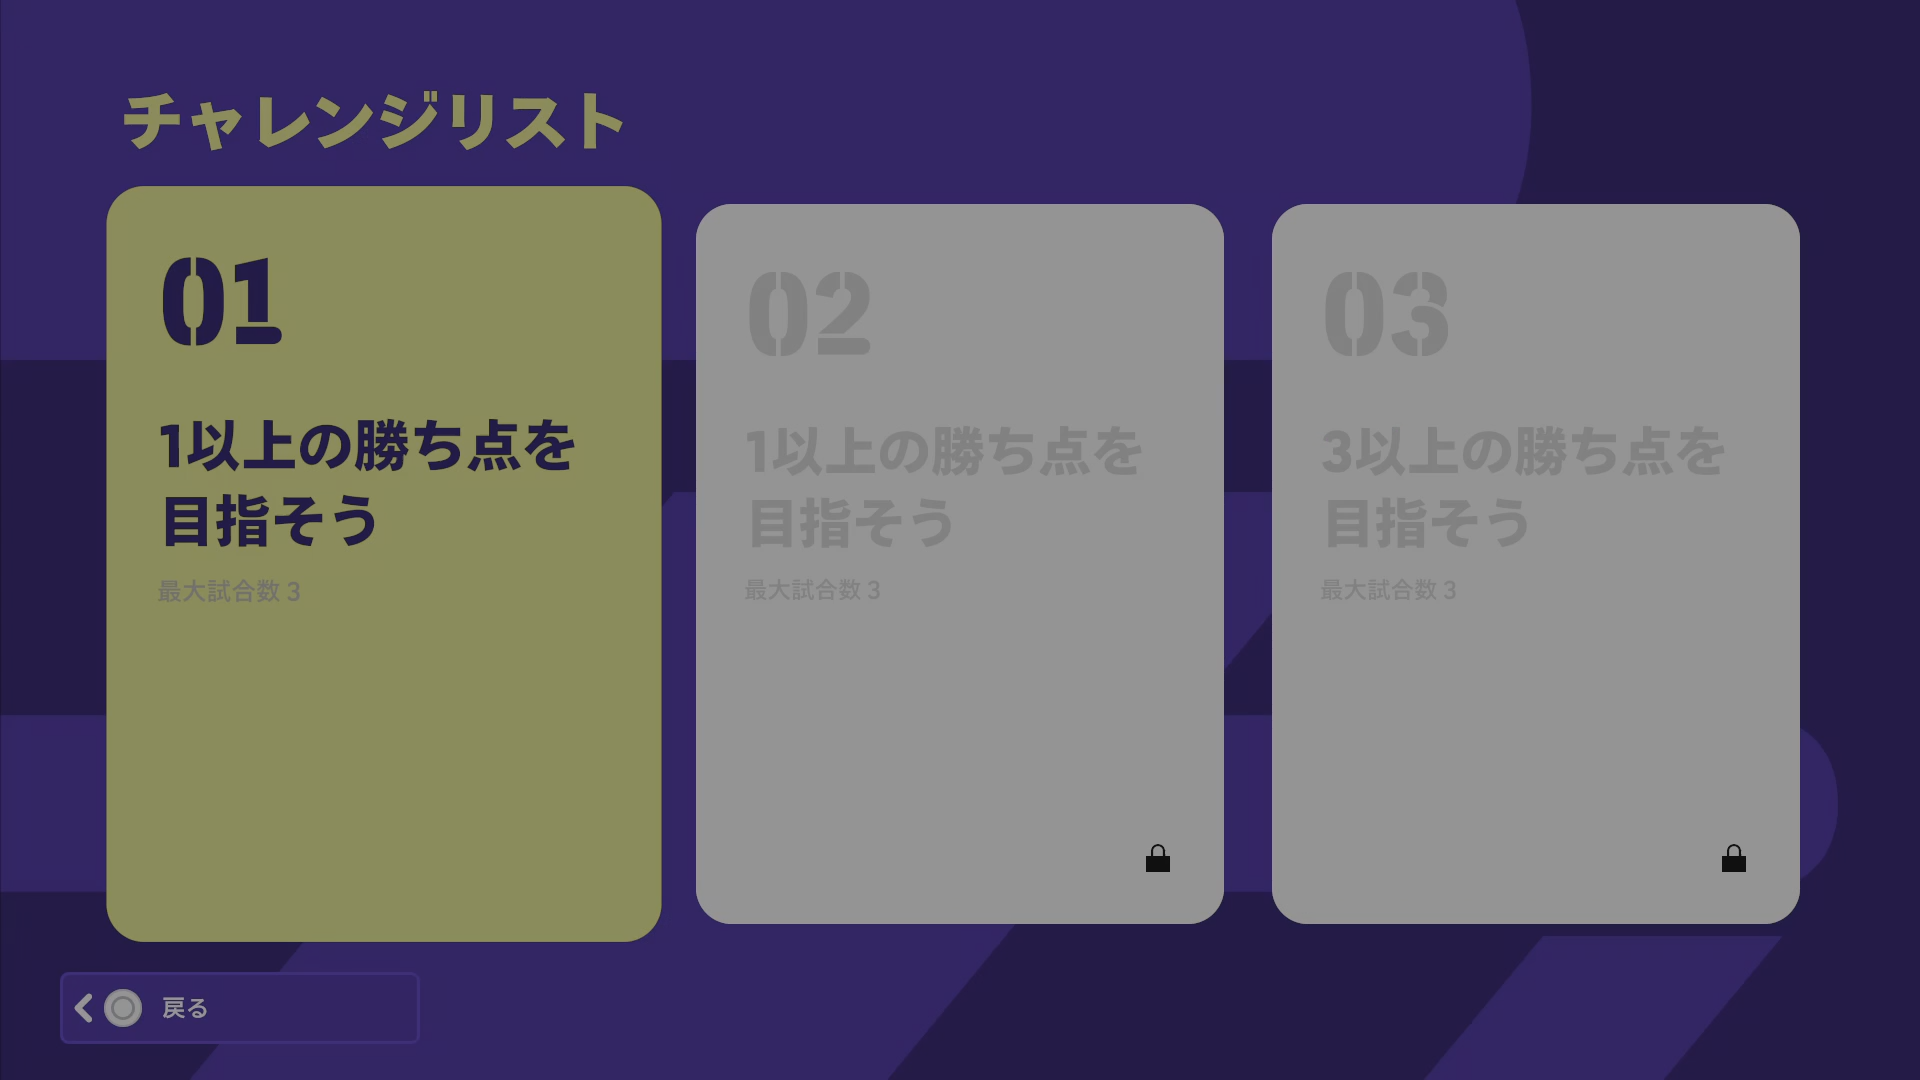 チャレンジリスト
01
1以上の勝ち点を
目指そう
最大試合数 3
02
1以上の勝ち点を
目指そう
最大試合数 3
03
3以上の勝ち点を
目指そう
最大試合数 3
戻る